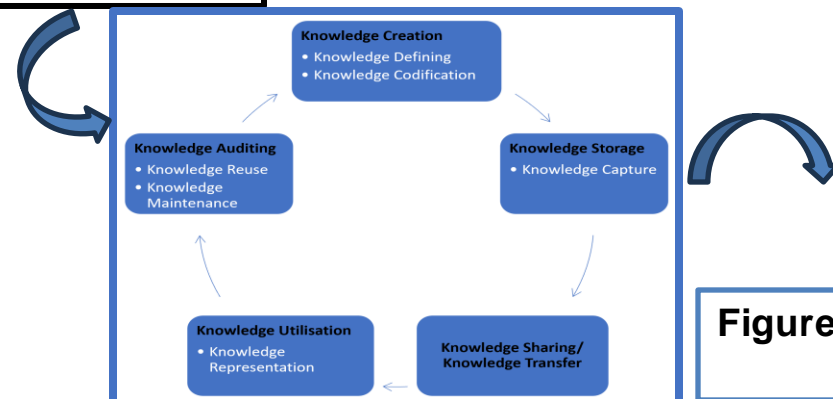 Knowledge Creation
• Knowledge Defining
• Knowledge Codification
Knowledge Auditing
• Knowledge Reuse
• Knowledge
Maintenance
Knowledge Storage
• Knowledge Capture
Knowledge Utilisation
• Knowledge
Representation
Knowledge Sharing/
Knowledge Transfer
Figure